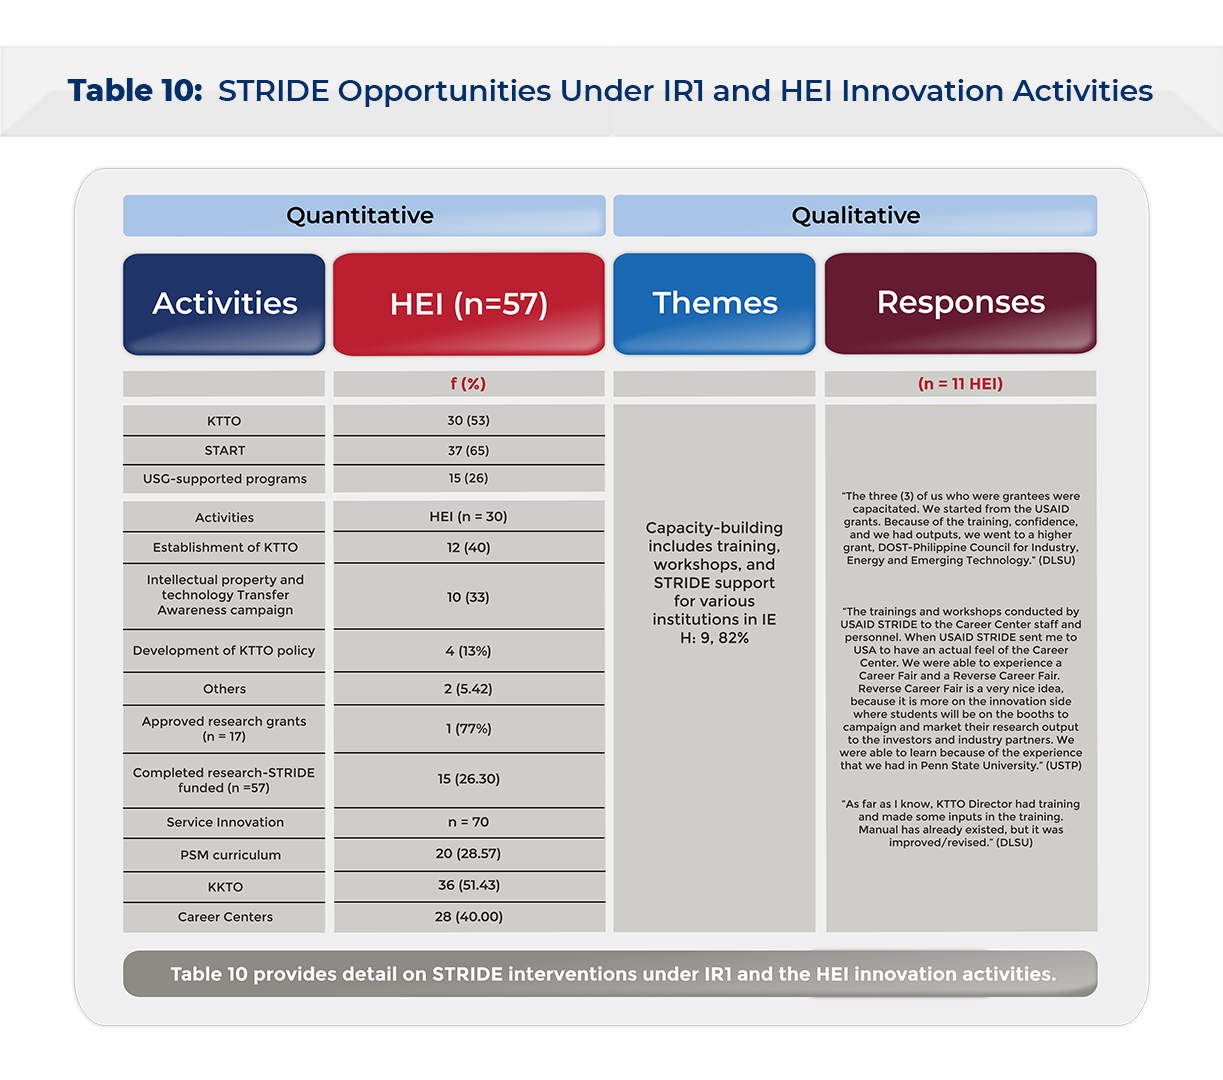 Table 10: STRIDE Opportunities Under IR1 and HEI Innovation Activities
Quantitative
Qualitative
Activities
HEI (n=57)
Themes
Responses
f (%)
(n = 11 HEI)
KTTO
30 (53)
START
37 (65)
USG-supported programs
15 (26)
Activities
HEI (n = 30)
Establishment of KTTO
12 (40)
Intellectual property and
technology Transfer
Awareness campaign
10 (33)
Development of KTTO policy
4 (13%)
Others
2 (5.42)
Approved research grants
(n = 17)
1 (77%)
Completed research-STRIDE
funded (n =57)
15 (26.30)
Service Innovation
n = 70
PSM curriculum
20 (28.57)
KKTO
36 (51.43)
Career Centers
28 (40.00)
Capacity-building
includes training,
workshops, and
STRIDE support
for various
institutions in IE
H: 9, 82%
“The three (3) of us who were grantees were
capacitated. We started from the USAID
grants. Because of the training, confidence,
and we had outputs, we went to a higher
grant, DOST-Philippine Council for Industry,
Energy and Emerging Technology.” (DLSU)
“The trainings and workshops conducted by
USAID STRIDE to the Career Center staff and
personnel. When USAID STRIDE sent me to
USA to have an actual feel of the Career
Center. We were able to experience a
Career Fair and a Reverse Career Fair.
Reverse Career Fair is a very nice idea,
because it is more on the innovation side
where students will be on the booths to
campaign and market their research output
to the investors and industry partners. We
were able to learn because of the experience
that we had in Penn State University.” (USTP)
“As far as I know, KTTO Director had training
and made some inputs in the training.
Manual has already existed, but it was
improved/revised.” (DLSU)
Table 10 provides detail on STRIDE interventions under IR1 and the HEI innovation activities.